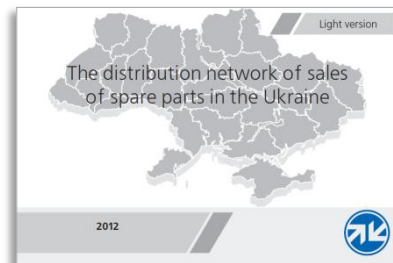 Light version
The distribution network of sales
of spare parts in the Ukraine
2012